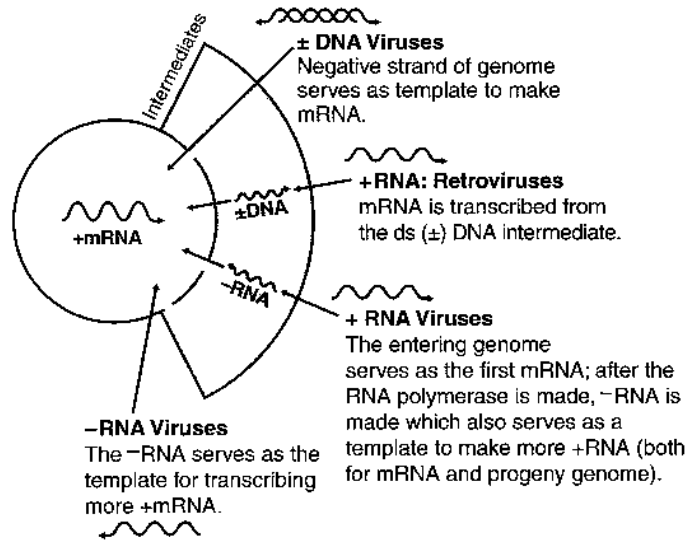 Intermediates
± DNA Viruses
Negative strand of genome
serves as template to make
mRNA.
+RNA: Retroviruses
mRNA is transcribed from
the ds (±) DNA intermediate.
±DNA
+mRNA
−RNA
+ RNA Viruses
The entering genome
serves as the first mRNA; after the
RNA polymerase is made, −RNA is
made which also serves as a
template to make more +RNA (both
for mRNA and progeny genome).
−RNA Viruses
The −RNA serves as the
template for transcribing
more +mRNA.